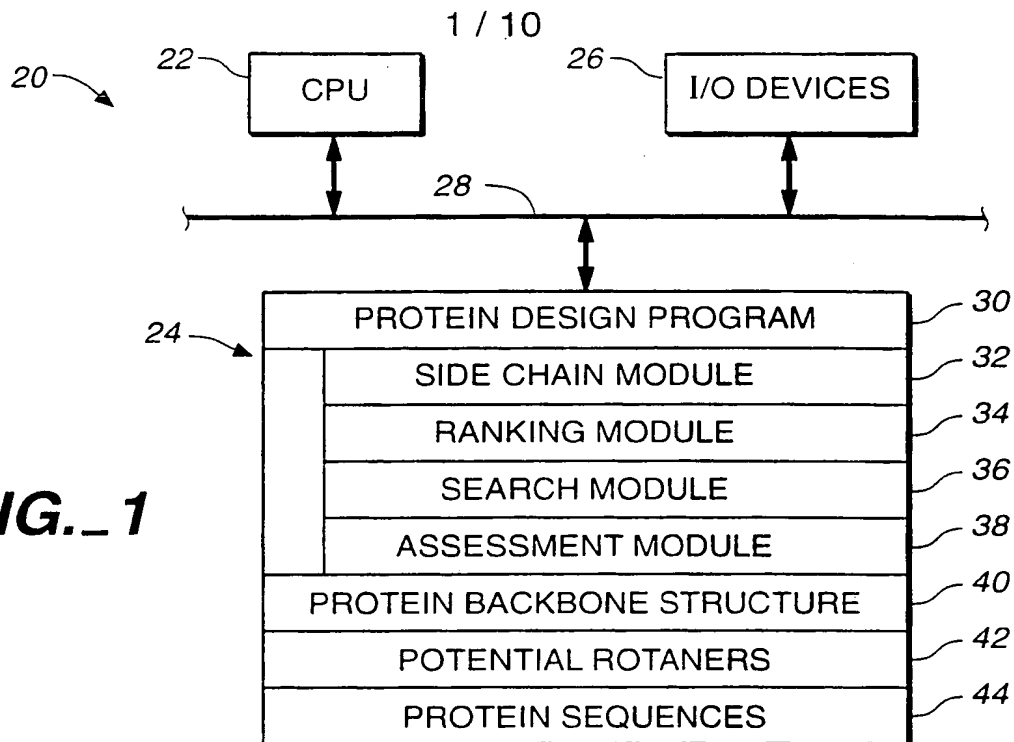 1 / 10
20
22
CPU
26
I/O DEVICES
28
24
PROTEIN DESIGN PROGRAM
30
SIDE CHAIN MODULE
32
RANKING MODULE
34
SEARCH MODULE
36
ASSESSMENT MODULE
38
PROTEIN BACKBONE STRUCTURE
40
POTENTIAL ROTANERS
42
PROTEIN SEQUENCES
44
IG._1